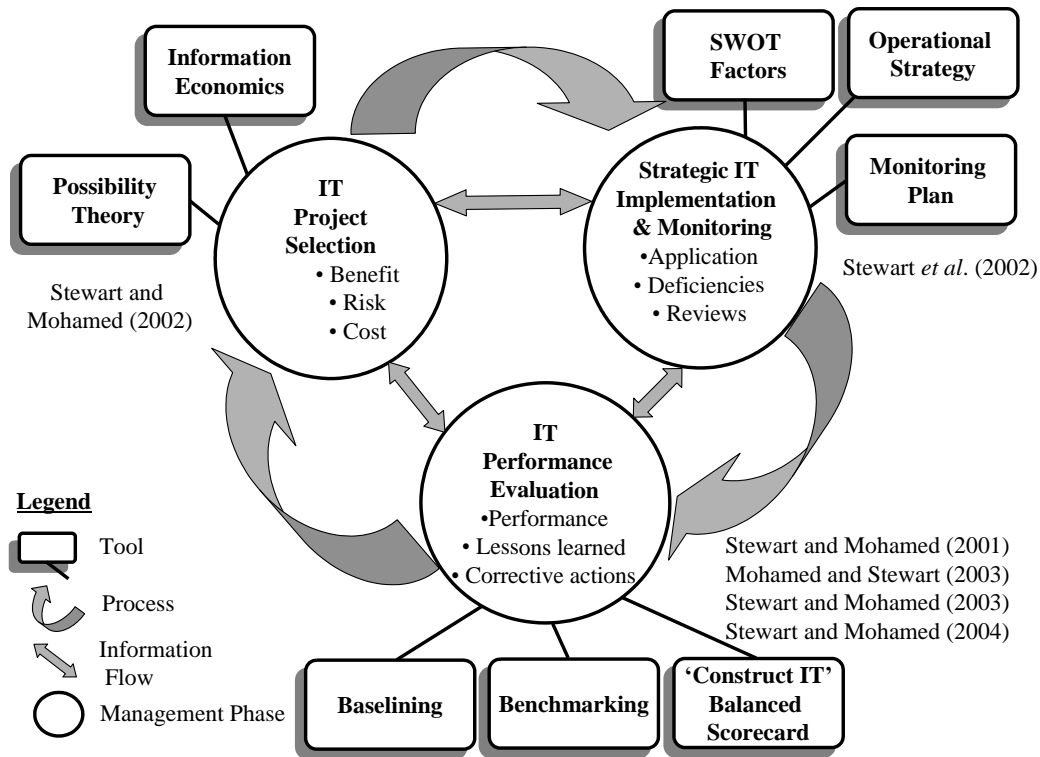 Information
Economics
SWOT
Factors
Operational
Strategy
Possibility
Theory
IT
Project
Selection
• Benefit
• Risk
• Cost
Strategic IT
Implementation
& Monitoring
•Application
• Deficiencies
• Reviews
Monitoring
Plan
Stewart and
Mohamed (2002)
Stewart et al. (2002)
IT
Performance
Evaluation
•Performance
• Lessons learned
• Corrective actions
Stewart and Mohamed (2001)
Mohamed and Stewart (2003)
Stewart and Mohamed (2003)
Stewart and Mohamed (2004)
Legend
Tool
Process
Information
Flow
Management Phase
Baselining
Benchmarking
‘Construct IT’
Balanced
Scorecard